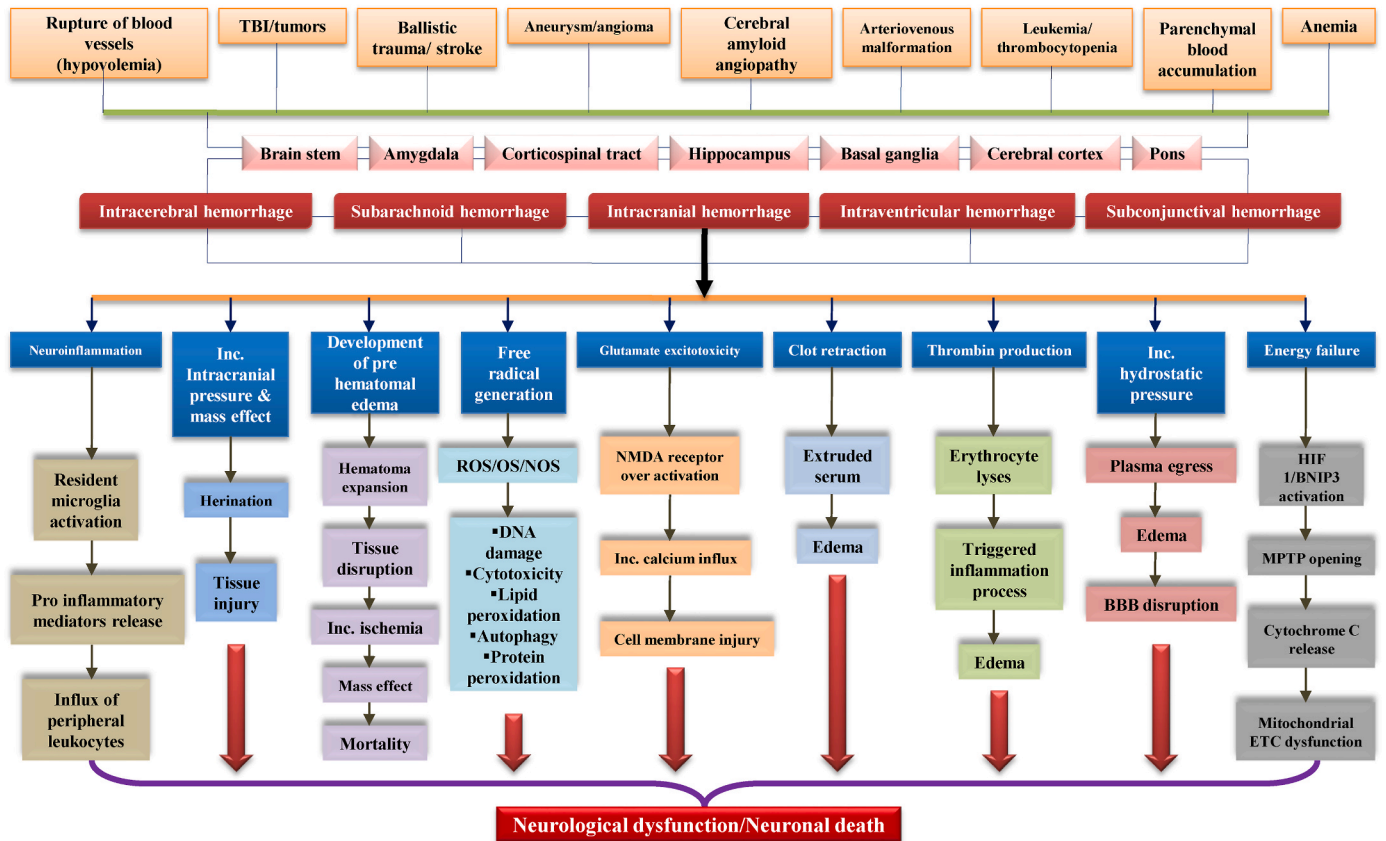 Rupture of blood
vessels
(hypovolemia)
TBI/tumors
Ballistic
trauma/ stroke
Aneurysm/angioma
Cerebral
amyloid
angiopathy
Arteriovenous
malformation
Leukemia/
thrombocytopenia
Parenchymal
blood
accumulation
Anemia
Brain stem
Amygdala
Corticospinal tract
Hippocampus
Basal ganglia
Cerebral cortex
Pons
Intracerebral hemorrhage
Subarachnoid hemorrhage
Intracranial hemorrhage
Intraventricular hemorrhage
Subconjunctival hemorrhage
Neuroinflammation
Resident
microglia
activation
Pro inflammatory
mediators release
Influx of
peripheral
leukocytes
Inc.
Intracranial
pressure &
mass effect
Herination
Tissue
injury
Development
of pre
hematomal
edema
Hematoma
expansion
Tissue
disruption
Inc. ischemia
Mass effect
Mortality
Free
radical
generation
ROS/OS/NOS
▪DNA
damage
▪Cytotoxicity
▪Lipid
peroxidation
▪Autophagy
▪Protein
peroxidation
Glutamate excitotoxicity
NMDA receptor
over activation
Inc. calcium influx
Cell membrane injury
Clot retraction
Extruded
serum
Edema
Thrombin production
Erythrocyte
lyses
Triggered
inflammation
process
Edema
Inc.
hydrostatic
pressure
Plasma egress
Edema
BBB disruption
Energy failure
HIF
1/BNIP3
activation
MPTP opening
Cytochrome C
release
Mitochondrial
ETC dysfunction
Neurological dysfunction/Neuronal death